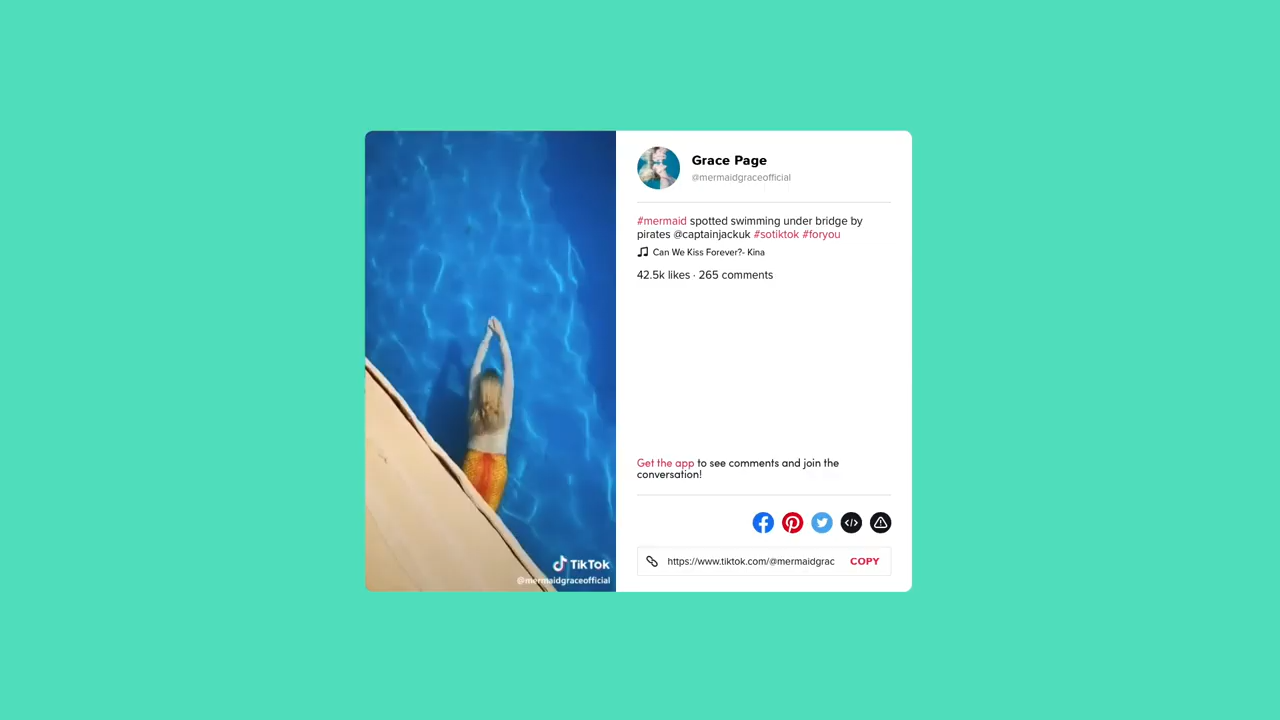 Grace Page
@mermaidgraceofficial
#mermaid spotted swimming under bridge by
pirates @captainjackuk #sotiktok #foryou
Can We Kiss Forever?- Kina
42.5k likes · 265 comments
Get the app to see comments and join the
conversation!
https://www.tiktok.com/@mermaidgrac
COPY
TikTok
@mermaidgraceofficial